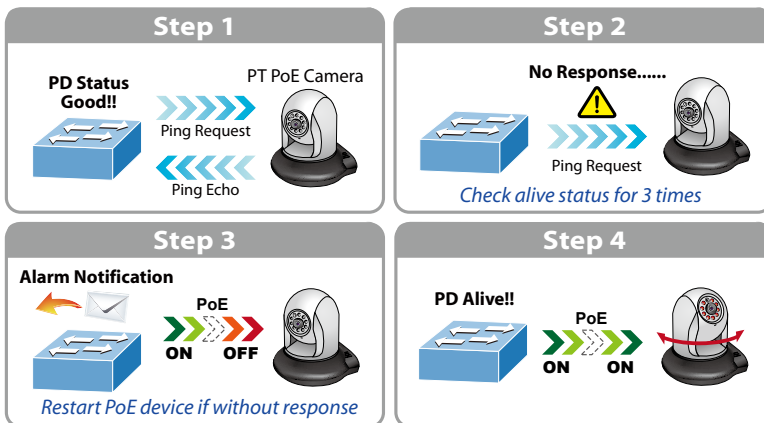 Step 1
PD Status
Good!!
PT PoE Camera
Ping Request
Ping Echo
Step 2
No Response......
Ping Request
Check alive status for 3 times
Step 3
Alarm Notification
PoE
ON OFF
Restart PoE device if without response
Step 4
PD Alive!!
PoE
ON ON